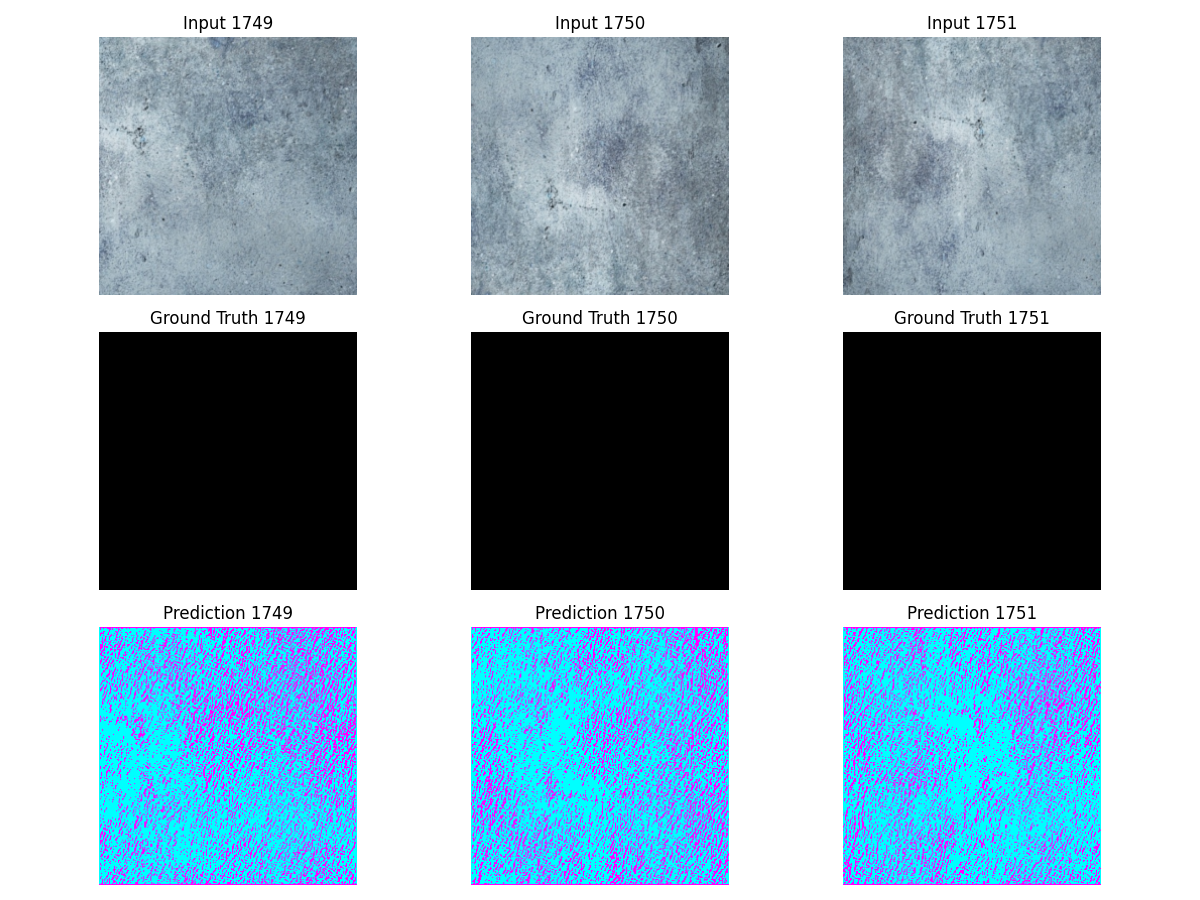 Input 1749
Input 1750
Input 1751
Ground Truth 1749
Ground Truth 1750
Ground Truth 1751
Prediction 1749
Prediction 1750
Prediction 1751